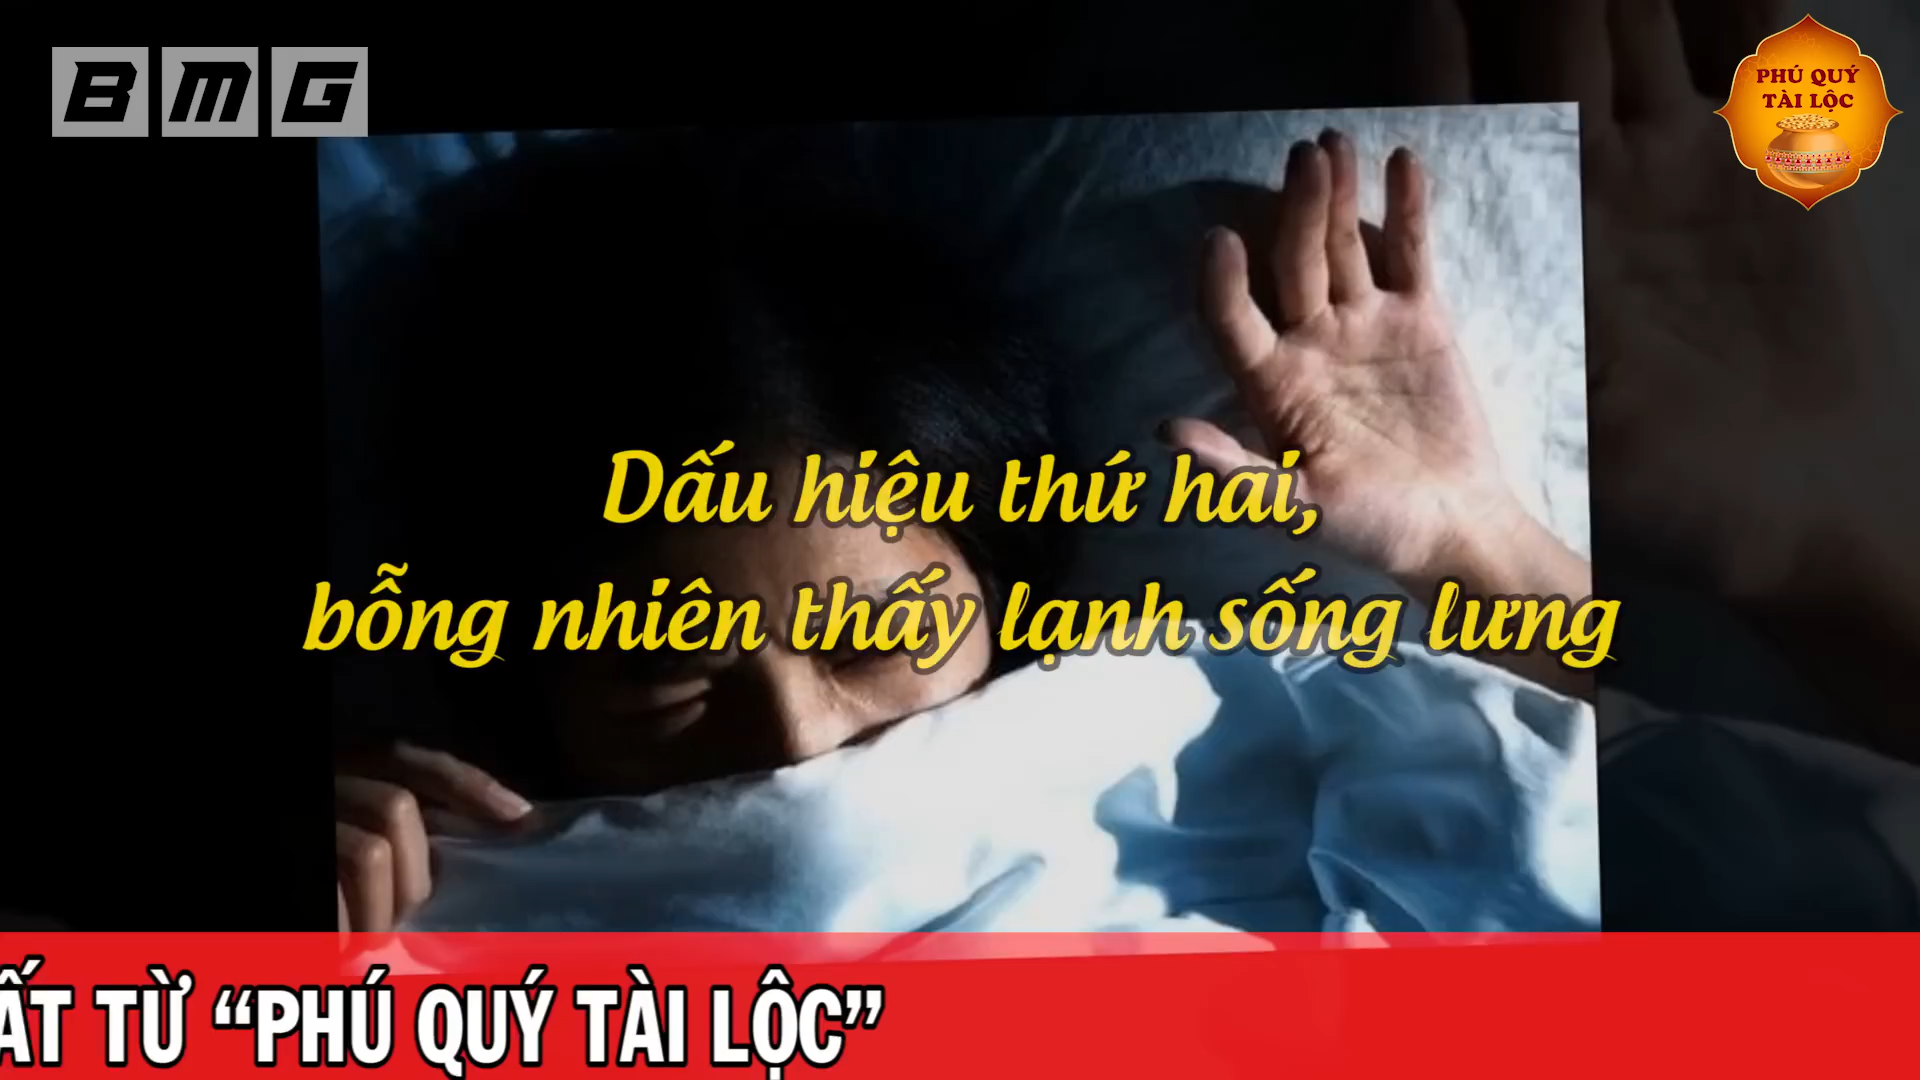 BMG
PHÚ QUÝ
TÀI LỘC
Dấu hiệu thứ hai,
bỗng nhiên thấy lạnh sống lưng
ẤT TỪ “PHÚ QUÝ TÀI LỘC”